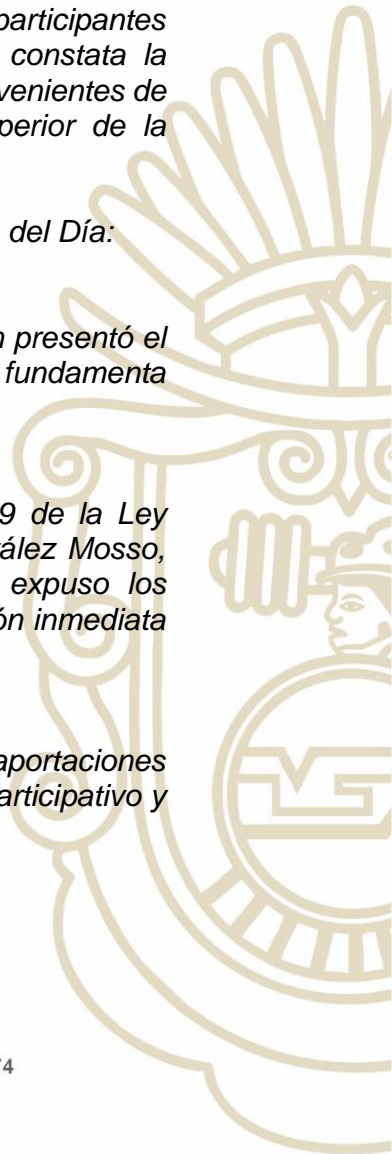 participantes
constata la
venientes de
perior de la
del Día:
n presentó el
fundamenta
9 de la Ley
zález Mosso,
expuso los
ón inmediata
aportaciones
articipativo y
74